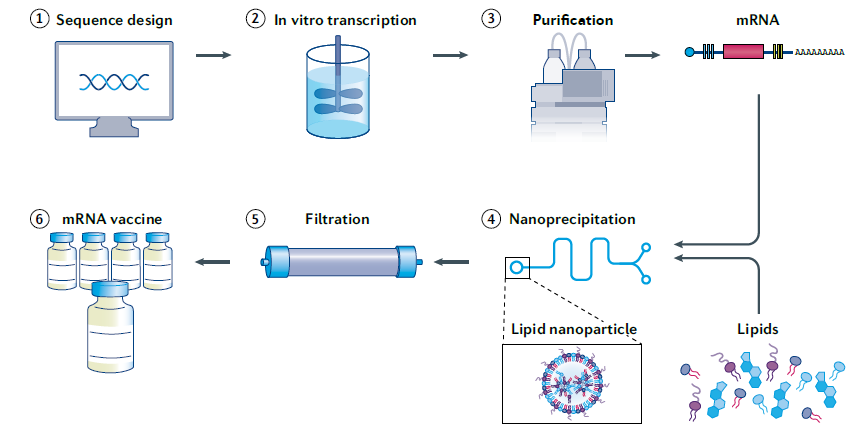 1 Sequence design
2 In vitro transcription
3 Purification
mRNA
AAAAAAAAA
6 mRNA vaccine
5 Filtration
4 Nanoprecipitation
Lipid nanoparticle
Lipids